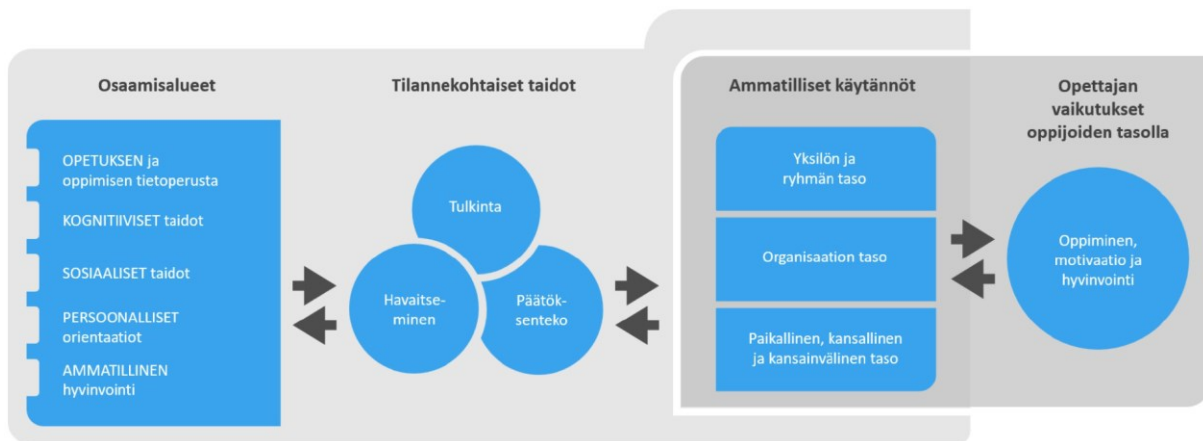 Osaamisalueet
OPETUKSEN ja
oppimisen tietoperusta
KOGNITIIVISET taidot
SOSIAALISET taidot
PERSOONALLISET
orientaatiot
AMMATILLINEN
hyvinvointi
Tilannekohtaiset taidot
Tulkinta
Havaitse-
minen
Päätök-
senteko
Ammatilliset käytännöt
Yksilön ja
ryhmän taso
Organisaation taso
Paikallinen, kansallinen
ja kansainvälinen taso
Opettajan
vaikutukset
oppijoiden tasolla
Oppiminen,
motivaatio ja
hyvinvointi